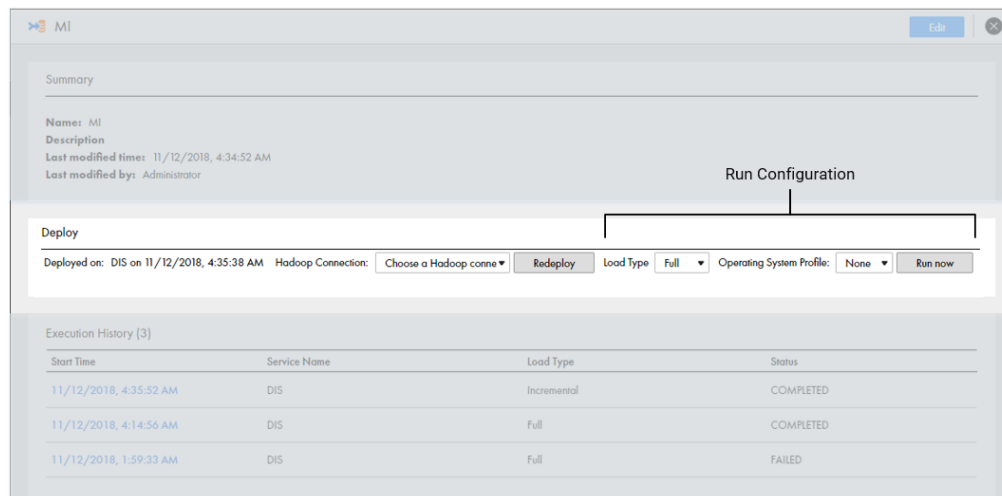 MI Edit
Summary
Name: MI
Description
Last modified time: 11/12/2018, 4:34:52 AM
Last modified by: Administrator
Run Configuration
Deploy
Deployed on: DIS on 11/12/2018, 4:35:38 AM Hadoop Connection: Choose a Hadoop conne Redeploy Load Type Full Operating System Profile: None Run now
Execution History (3)
Start Time Service Name Load Type Status
11/12/2018, 4:35:52 AM DIS Incremental COMPLETED
11/12/2018, 4:14:56 AM DIS Full COMPLETED
11/12/2018, 1:59:33 AM DIS Full FAILED